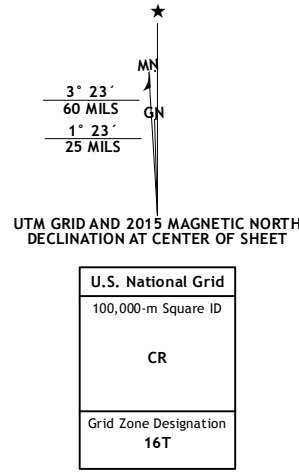 ★
MN
3° 23´
60 MILS
GN
1° 23´
25 MILS
UTM GRID AND 2015 MAGNETIC NORTH
DECLINATION AT CENTER OF SHEET
U.S. National Grid
100,000-m Square ID
CR
Grid Zone Designation
16T